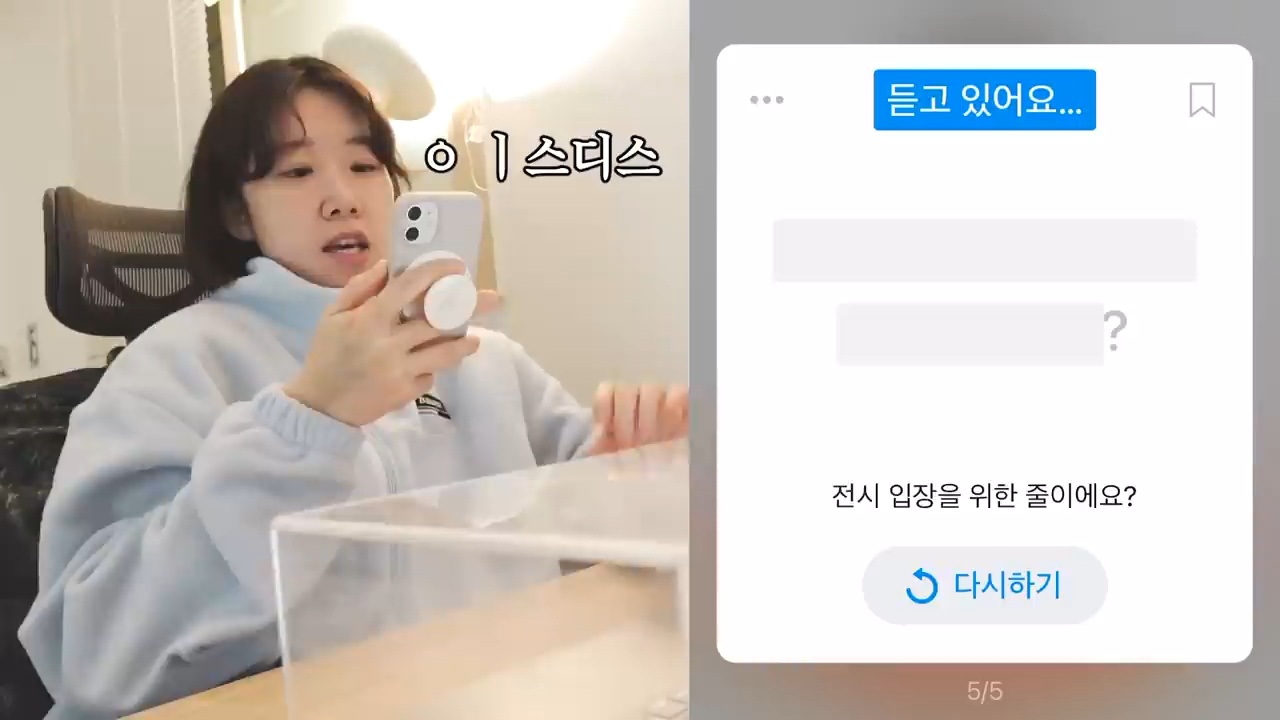 ㅇ ㅣ스디스
듣고 있어요...
?
전시 입장을 위한 줄이에요?
다시하기
5/5